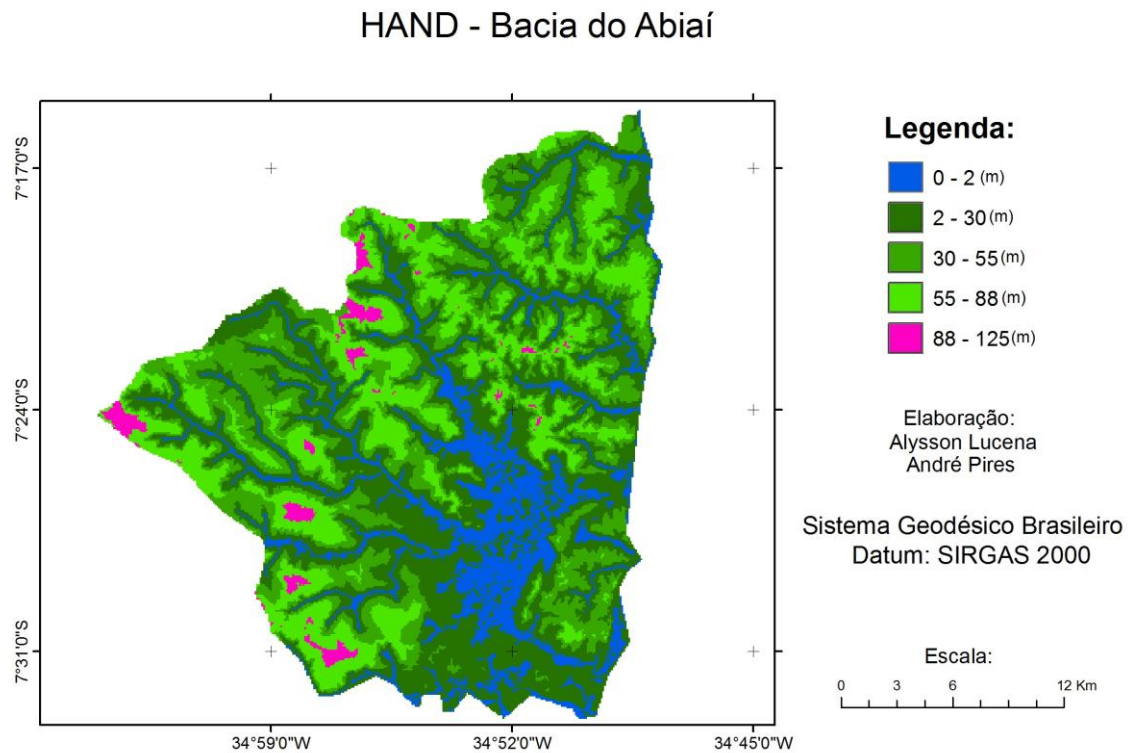 HAND - Bacia do Abiaí
7°17'0"S
7°24'0"S
7°31'0"S
34°59'0"W
34°52'0"W
34°45'0"W
Legenda:
0 - 2 (m)
2 - 30 (m)
30 - 55 (m)
55 - 88 (m)
88 - 125 (m)
Elaboração:
Alysson Lucena
André Pires
Sistema Geodésico Brasileiro
Datum: SIRGAS 2000
Escala:
0 3 6 12 Km